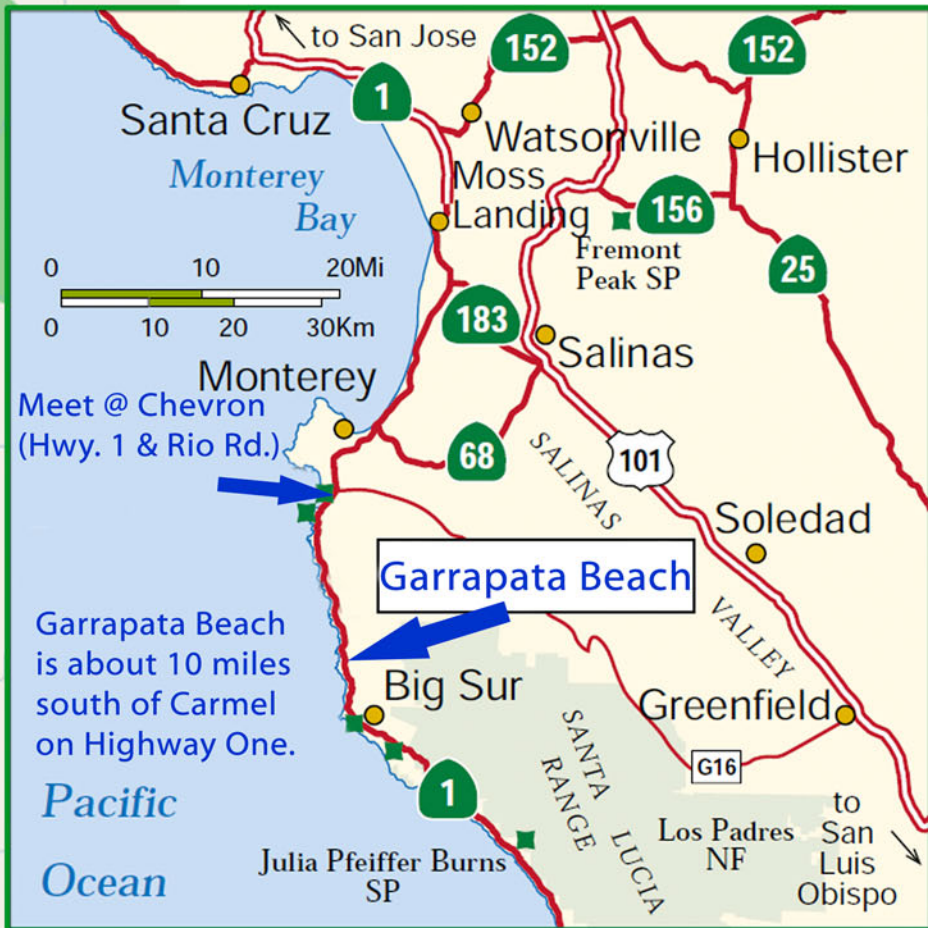 to San Jose
152
152
1
Santa Cruz
Watsonville
Hollister
Monterey
Bay
Moss
Landing
156
Fremont
Peak SP
25
0 10 20Mi
0 10 20 30Km
183
Salinas
Monterey
Meet @ Chevron
(Hwy. 1 & Rio Rd.)
68
SALINAS
VALLEY
101
Soledad
Garrapata Beach
Garrapata Beach
is about 10 miles
south of Carmel
on Highway One.
Big Sur
Greenfield
SANTA LUCIA
RANGE
G16
1
Pacific
Ocean
Julia Pfeiffer Burns
SP
Los Padres
NF
to
San
Luis
Obispo